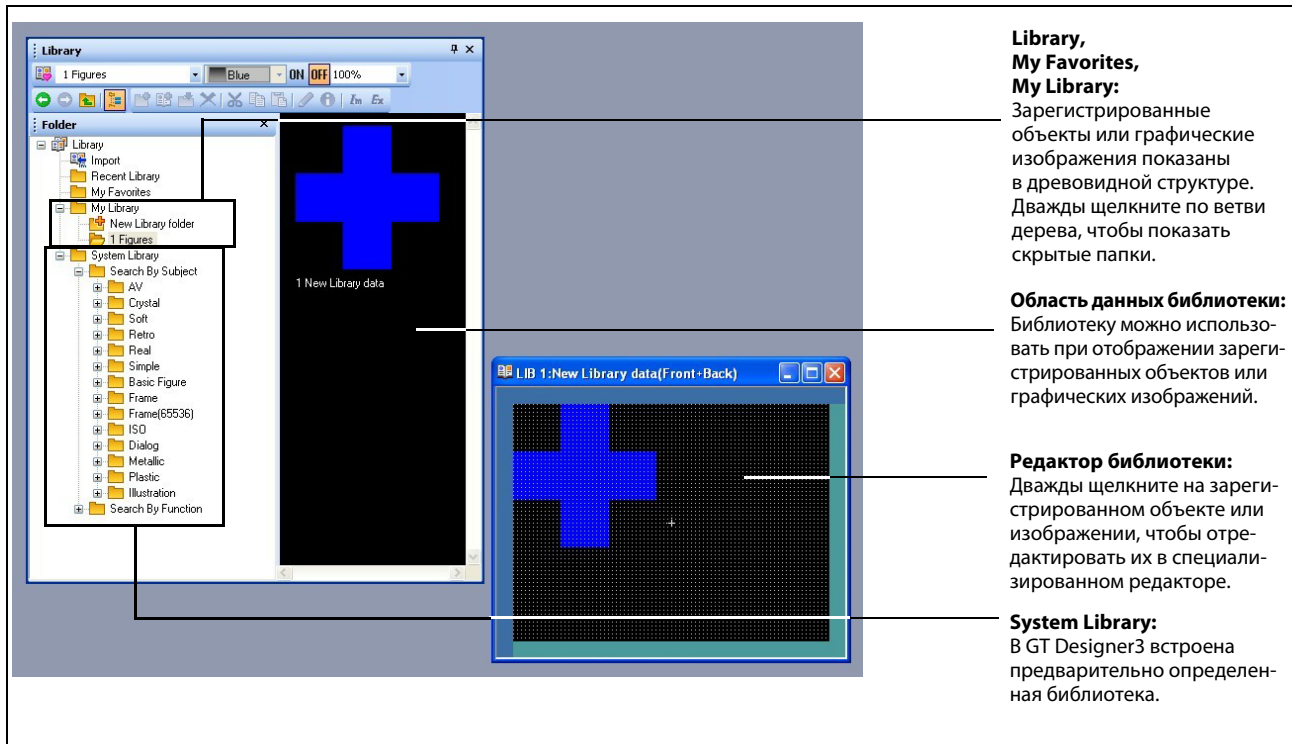 Library
1 Figures
Blue
ON OFF 100%
Im Ex
Folder
Library
Import
Recent Library
My Favorites
My Library
New Library folder
1 Figures
System Library
Search By Subject
AV
Crystal
Soft
Retro
Real
Simple
Basic Figure
Frame
Frame(65536)
ISO
Dialog
Metallic
Plastic
Illustration
Search By Function
1 New Library data
LIB 1:New Library data(Front+Back)
Library,
My Favorites,
My Library:
Зарегистрированные
объекты или графические
изображения показаны
в древовидной структуре.
Дважды щелкните по ветви
дерева, чтобы показать
скрытые папки.
Область данных библиотеки:
Библиотеку можно использо-
вать при отображении зареги-
стрированных объектов или
графических изображений.
Редактор библиотеки:
Дважды щелкните на зареги-
стрированном объекте или
изображении, чтобы отре-
дактировать их в специали-
зированном редакторе.
System Library:
В GT Designer3 встроена
предварительно определен-
ная библиотека.